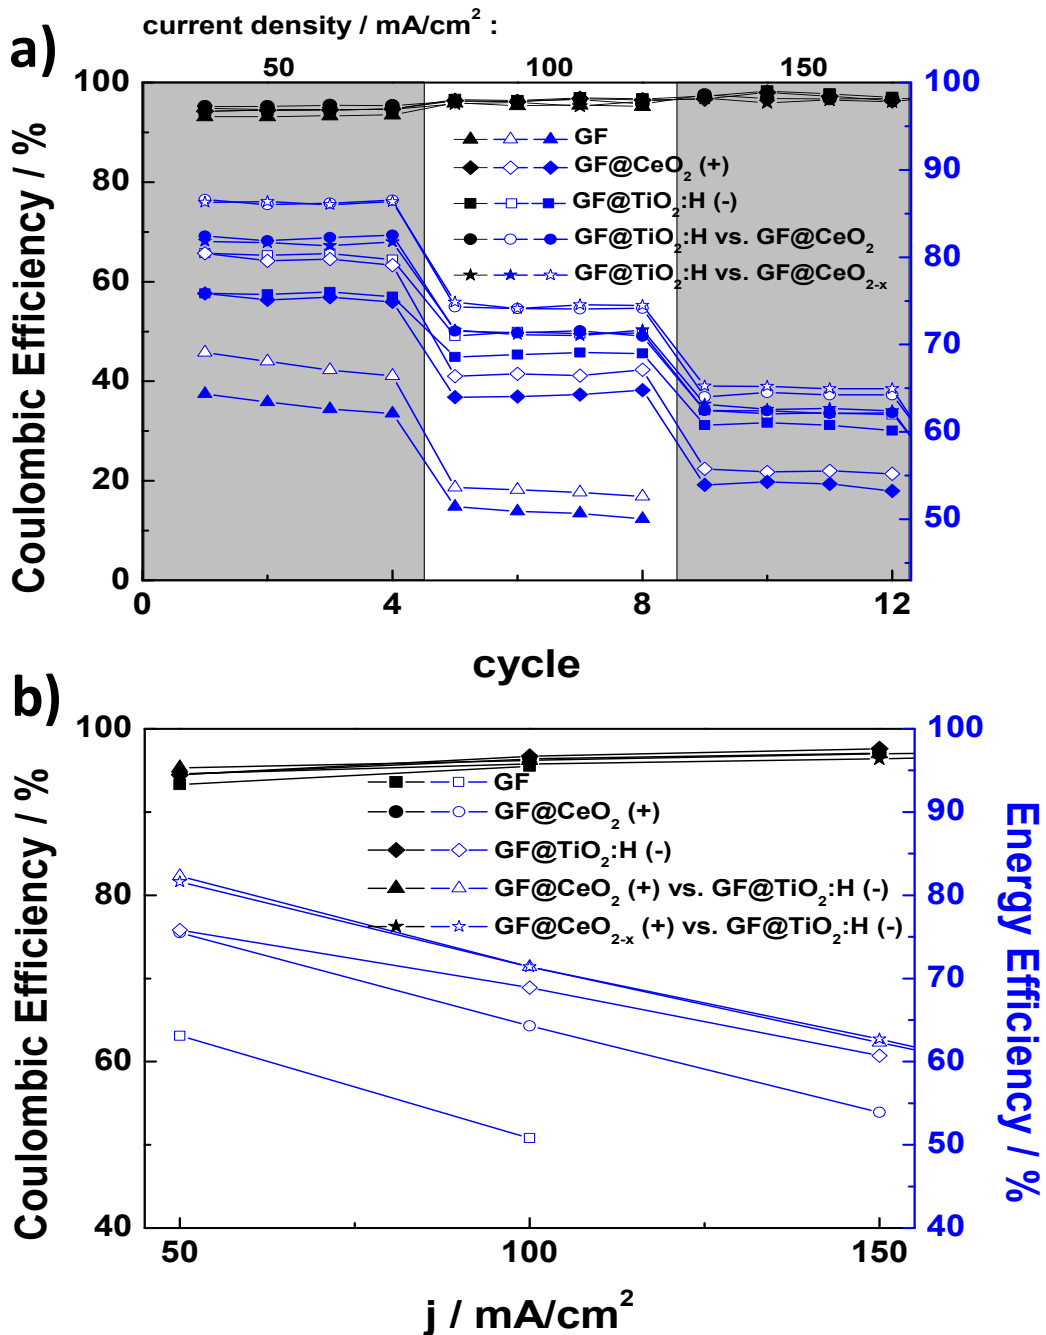 current density / mA/cm² :
a)
50 100 150
100
80
60
40
20
0
Coulombic Efficiency / %
100
90
80
70
60
50
GF
GF@CeO₂ (+)
GF@TiO₂:H (-)
GF@TiO₂:H vs. GF@CeO₂
GF@TiO₂:H vs. GF@CeO₂₋ₓ
0 4 8 12
cycle
b)
100
80
60
40
Coulombic Efficiency / %
100
90
80
70
60
50
40
Energy Efficiency / %
GF
GF@CeO₂ (+)
GF@TiO₂:H (-)
GF@CeO₂ (+) vs. GF@TiO₂:H (-)
GF@CeO₂₋ₓ (+) vs. GF@TiO₂:H (-)
50 100 150
j / mA/cm²